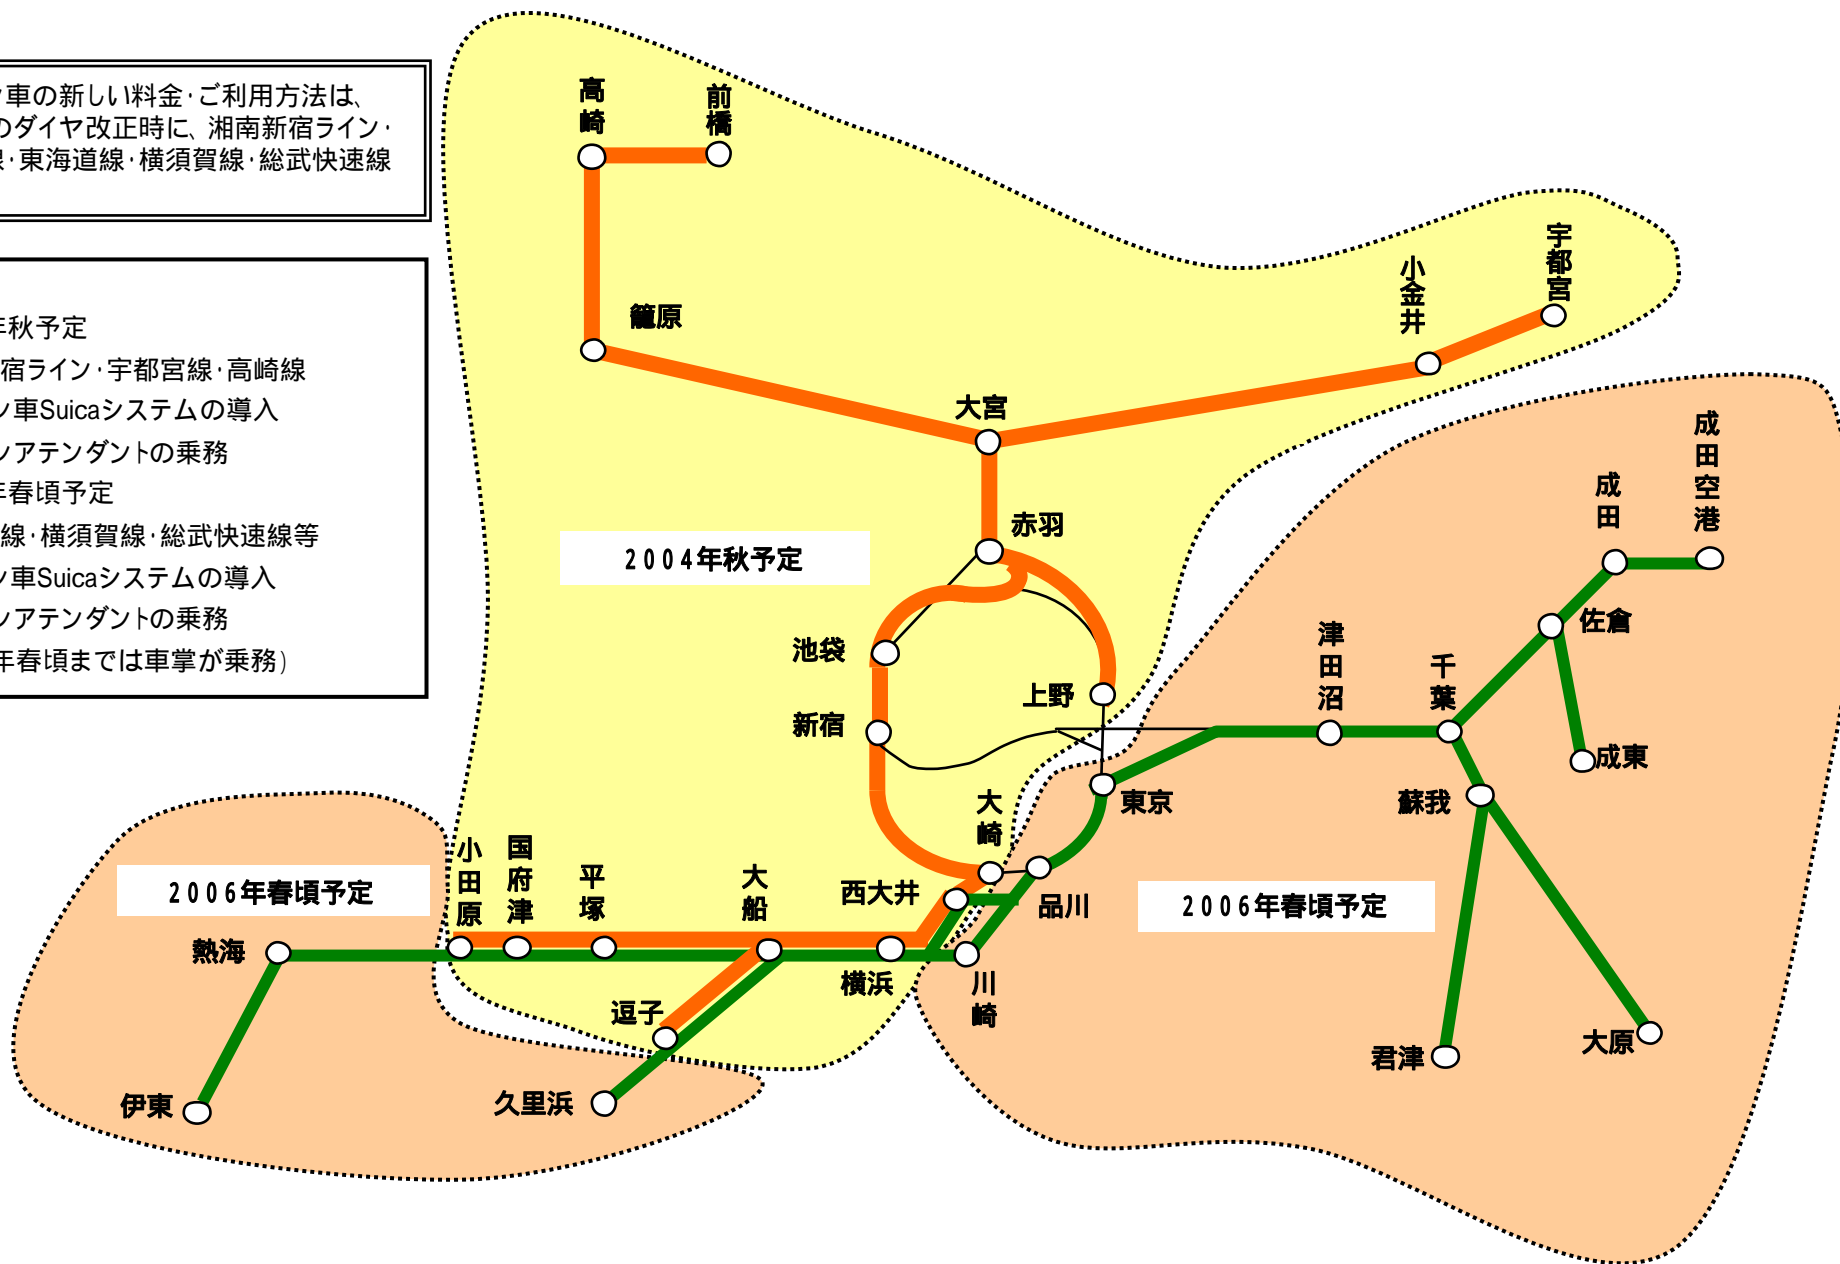 車の新しい料金・ご利用方法は、
のダイヤ改正時に、湘南新宿ライン・
・東海道線・横須賀線・総武快速線
年秋予定
宿ライン・宇都宮線・高崎線
ン車Suicaシステムの導入
ンアテンダントの乗務
年春頃予定
線・横須賀線・総武快速線等
ン車Suicaシステムの導入
ンアテンダントの乗務
年春頃までは車掌が乗務)
高崎
前橋
籠原
小金井
宇都宮
大宮
赤羽
2004年秋予定
池袋
上野
新宿
成田
成田空港
佐倉
津田沼
千葉
成東
蘇我
東京
大崎
品川
西大井
2006年春頃予定
2006年春頃予定
小田原
国府津
平塚
大船
熱海
横浜
川崎
逗子
伊東
久里浜
君津
大原